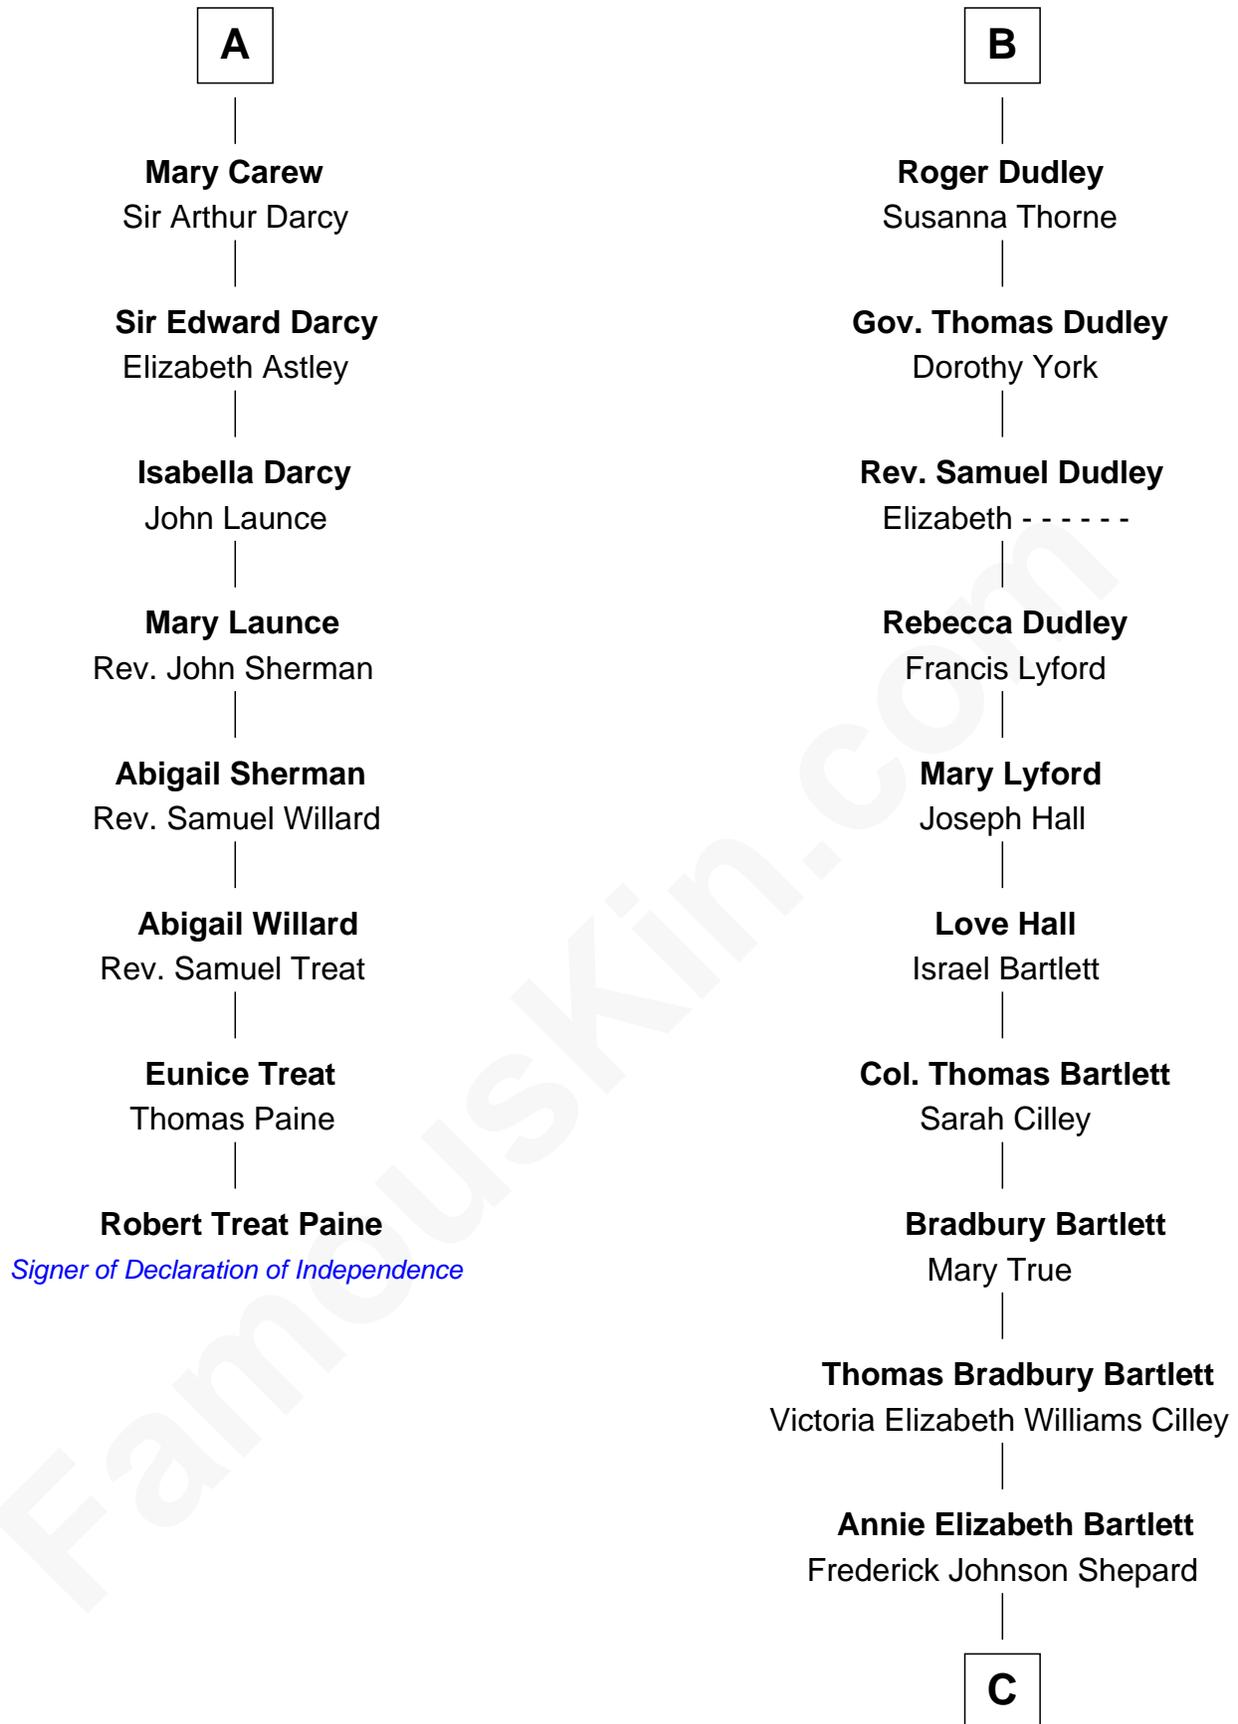 A
Mary Carew
Sir Arthur Darcy
Sir Edward Darcy
Elizabeth Astley
Isabella Darcy
John Launce
Mary Launce
Rev. John Sherman
Abigail Sherman
Rev. Samuel Willard
Abigail Willard
Rev. Samuel Treat
Eunice Treat
Thomas Paine
Robert Treat Paine
Signer of Declaration of Independence
B
Roger Dudley
Susanna Thorne
Gov. Thomas Dudley
Dorothy York
Rev. Samuel Dudley
Elizabeth - - - - - -
Rebecca Dudley
Francis Lyford
Mary Lyford
Joseph Hall
Love Hall
Israel Bartlett
Col. Thomas Bartlett
Sarah Cilley
Bradbury Bartlett
Mary True
Thomas Bradbury Bartlett
Victoria Elizabeth Williams Cilley
Annie Elizabeth Bartlett
Frederick Johnson Shepard
C
FamousKin.com